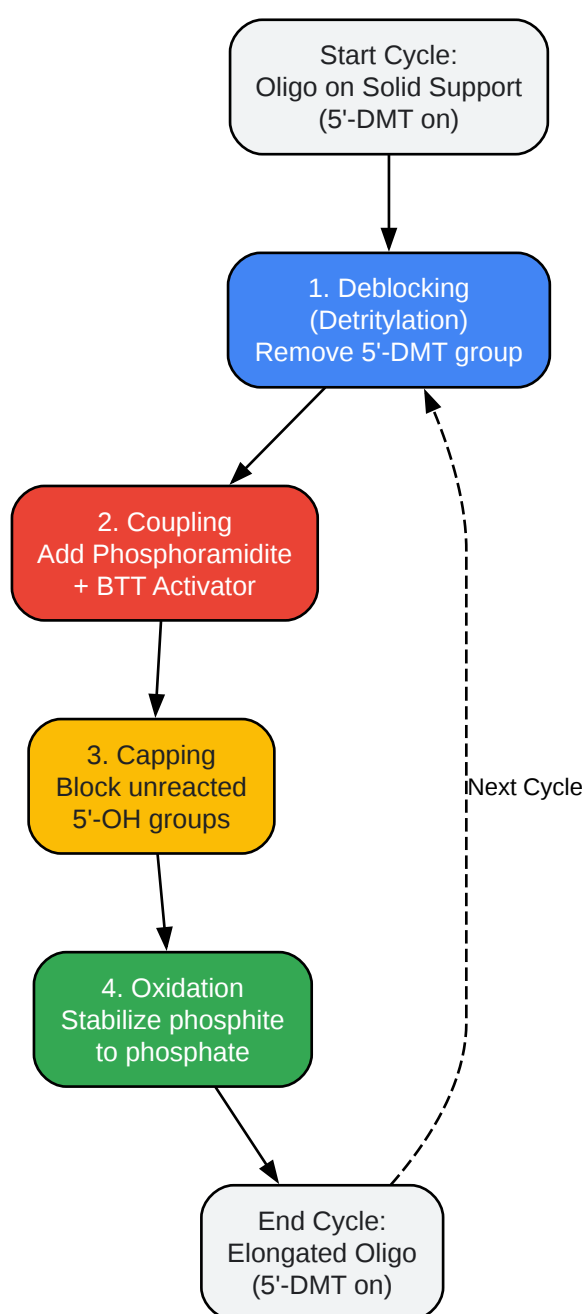 Start Cycle:
Oligo on Solid Support
(5'-DMT on)
1. Deblocking
(Detritylation)
Remove 5'-DMT group
2. Coupling
Add Phosphoramidite
+ BTT Activator
3. Capping
Block unreacted
5'-OH groups
Next Cycle
4. Oxidation
Stabilize phosphite
to phosphate
End Cycle:
Elongated Oligo
(5'-DMT on)